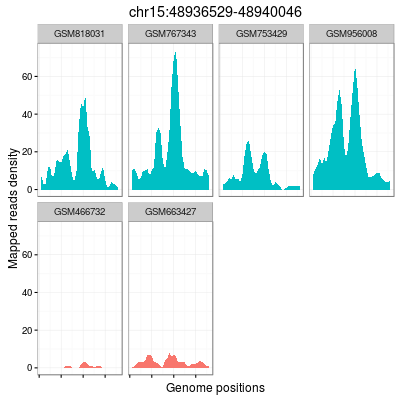 chr15:48936529-48940046
GSM818031 GSM767343 GSM753429 GSM956008
60
40
20
0
GSM466732 GSM663427
60
40
20
0
Mapped reads density
Genome positions